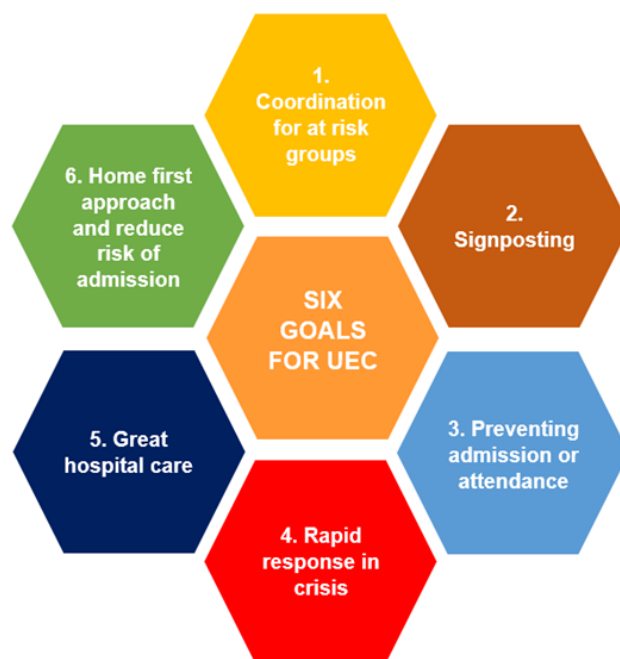 1.
Coordination
for at risk
groups
2.
Signposting
3. Preventing
admission or
attendance
4. Rapid
response in
crisis
5. Great
hospital care
6. Home first
approach
and reduce
risk of
admission
SIX
GOALS
FOR UEC